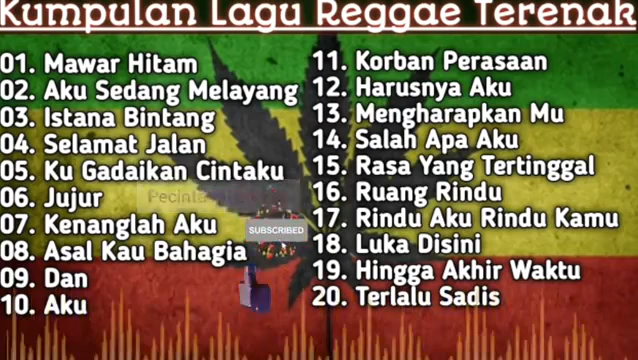 Kumpulan Lagu Reggae Terenak
01. Mawar Hitam
02. Aku Sedang Melayang
03. Istana Bintang
04. Selamat Jalan
05. Ku Gadaikan Cintaku
06. Jujur
07. Kenanglah Aku
08. Asal Kau Bahagia
09. Dan
10. Aku
11. Korban Perasaan
12. Harusnya Aku
13. Mengharapkan Mu
14. Salah Apa Aku
15. Rasa Yang Tertinggal
16. Ruang Rindu
17. Rindu Aku Rindu Kamu
18. Luka Disini
19. Hingga Akhir Waktu
20. Terlalu Sadis
Pecinta
SUBSCRIBED